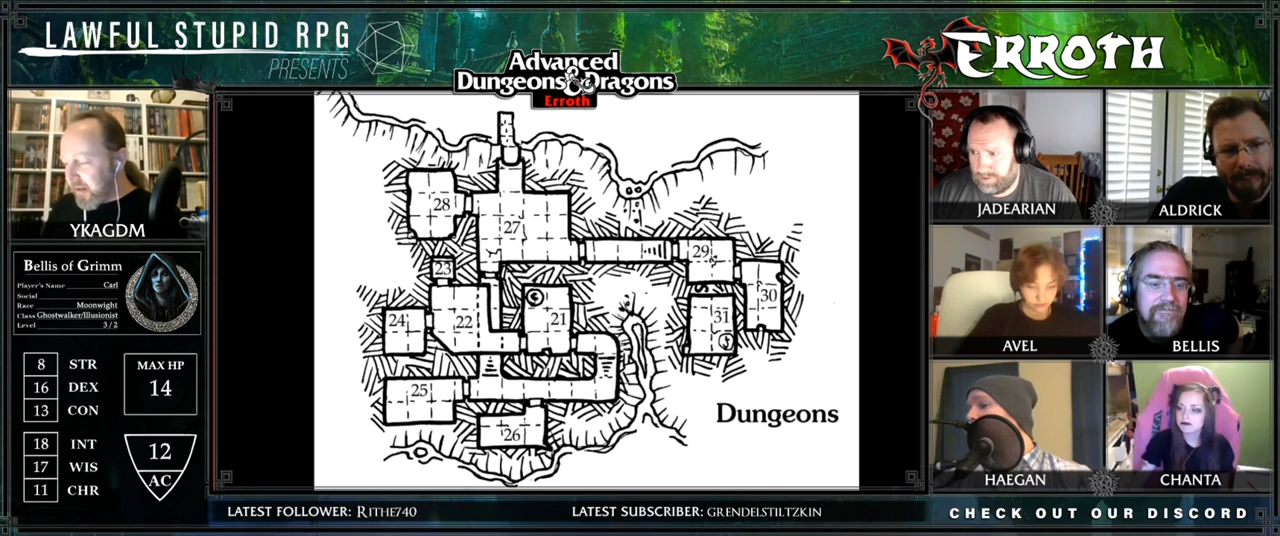 LAWFUL STUPID RPG
PRESENTS
Advanced
Dungeons & Dragons
Erroth
ERROTH
YKAGDM
Bellis of Grimm
Player's Name Carl
Social
Race Moonwight
Class Ghostwalker/Illusionist
Level 3/2
8 STR
16 DEX
13 CON
18 INT
17 WIS
11 CHR
MAX HP
14
12
AC
28
27
23
29
30
24
22
21
31
25
26
Dungeons
JADEARIAN
ALDRICK
AVEL
BELLIS
HAEGAN
CHANTA
LATEST FOLLOWER: RITHE740
LATEST SUBSCRIBER: GRENDELSTILTZKIN
CHECK OUT OUR DISCORD